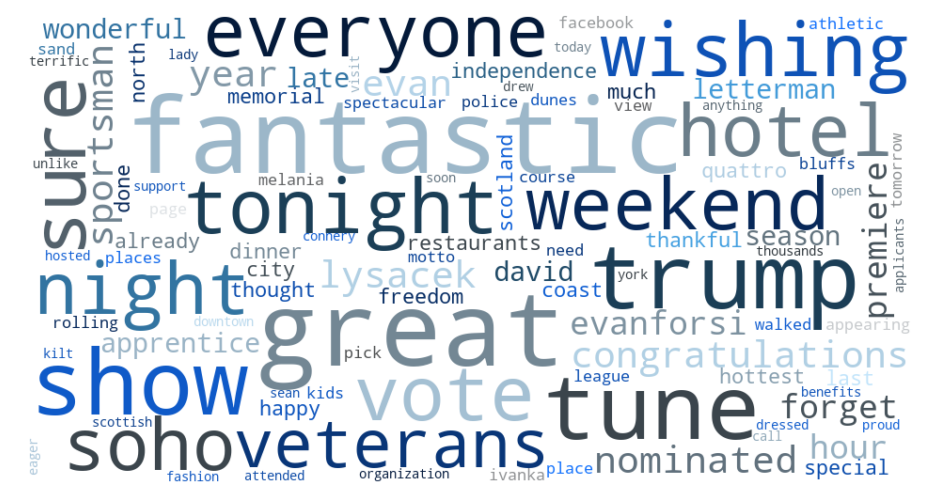 everyone
wishing
facebook
athletic
wonderful
sand
terrific
sportsman
north
lady
year
late
visit
evan
independence
today
drew
letterman
sure
memorial
spectacular
police
dunes
much
view
anything
fantastic
hotel
unlike
done
support
page
melania
soon
scotland
course
quattro
bluffs
open
tomorrow
tonight
weekend
premiere
applicants
already
connery
restaurants
motto
need
thankful
season
thousands
hosted
places
dinner
city
lysacek
david
york
trump
night
thought
freedom
coast
rolling
downtown
great
evanforsi
walked
appearing
apprentice
pick
congratulations
kilt
show
vote
league
hottest
last
sean
kids
happy
tune
benefits
forget
scottish
soho
veterans
dressed
proud
call
hour
nominated
special
eager
fashion
attended
organization
ivanka
place